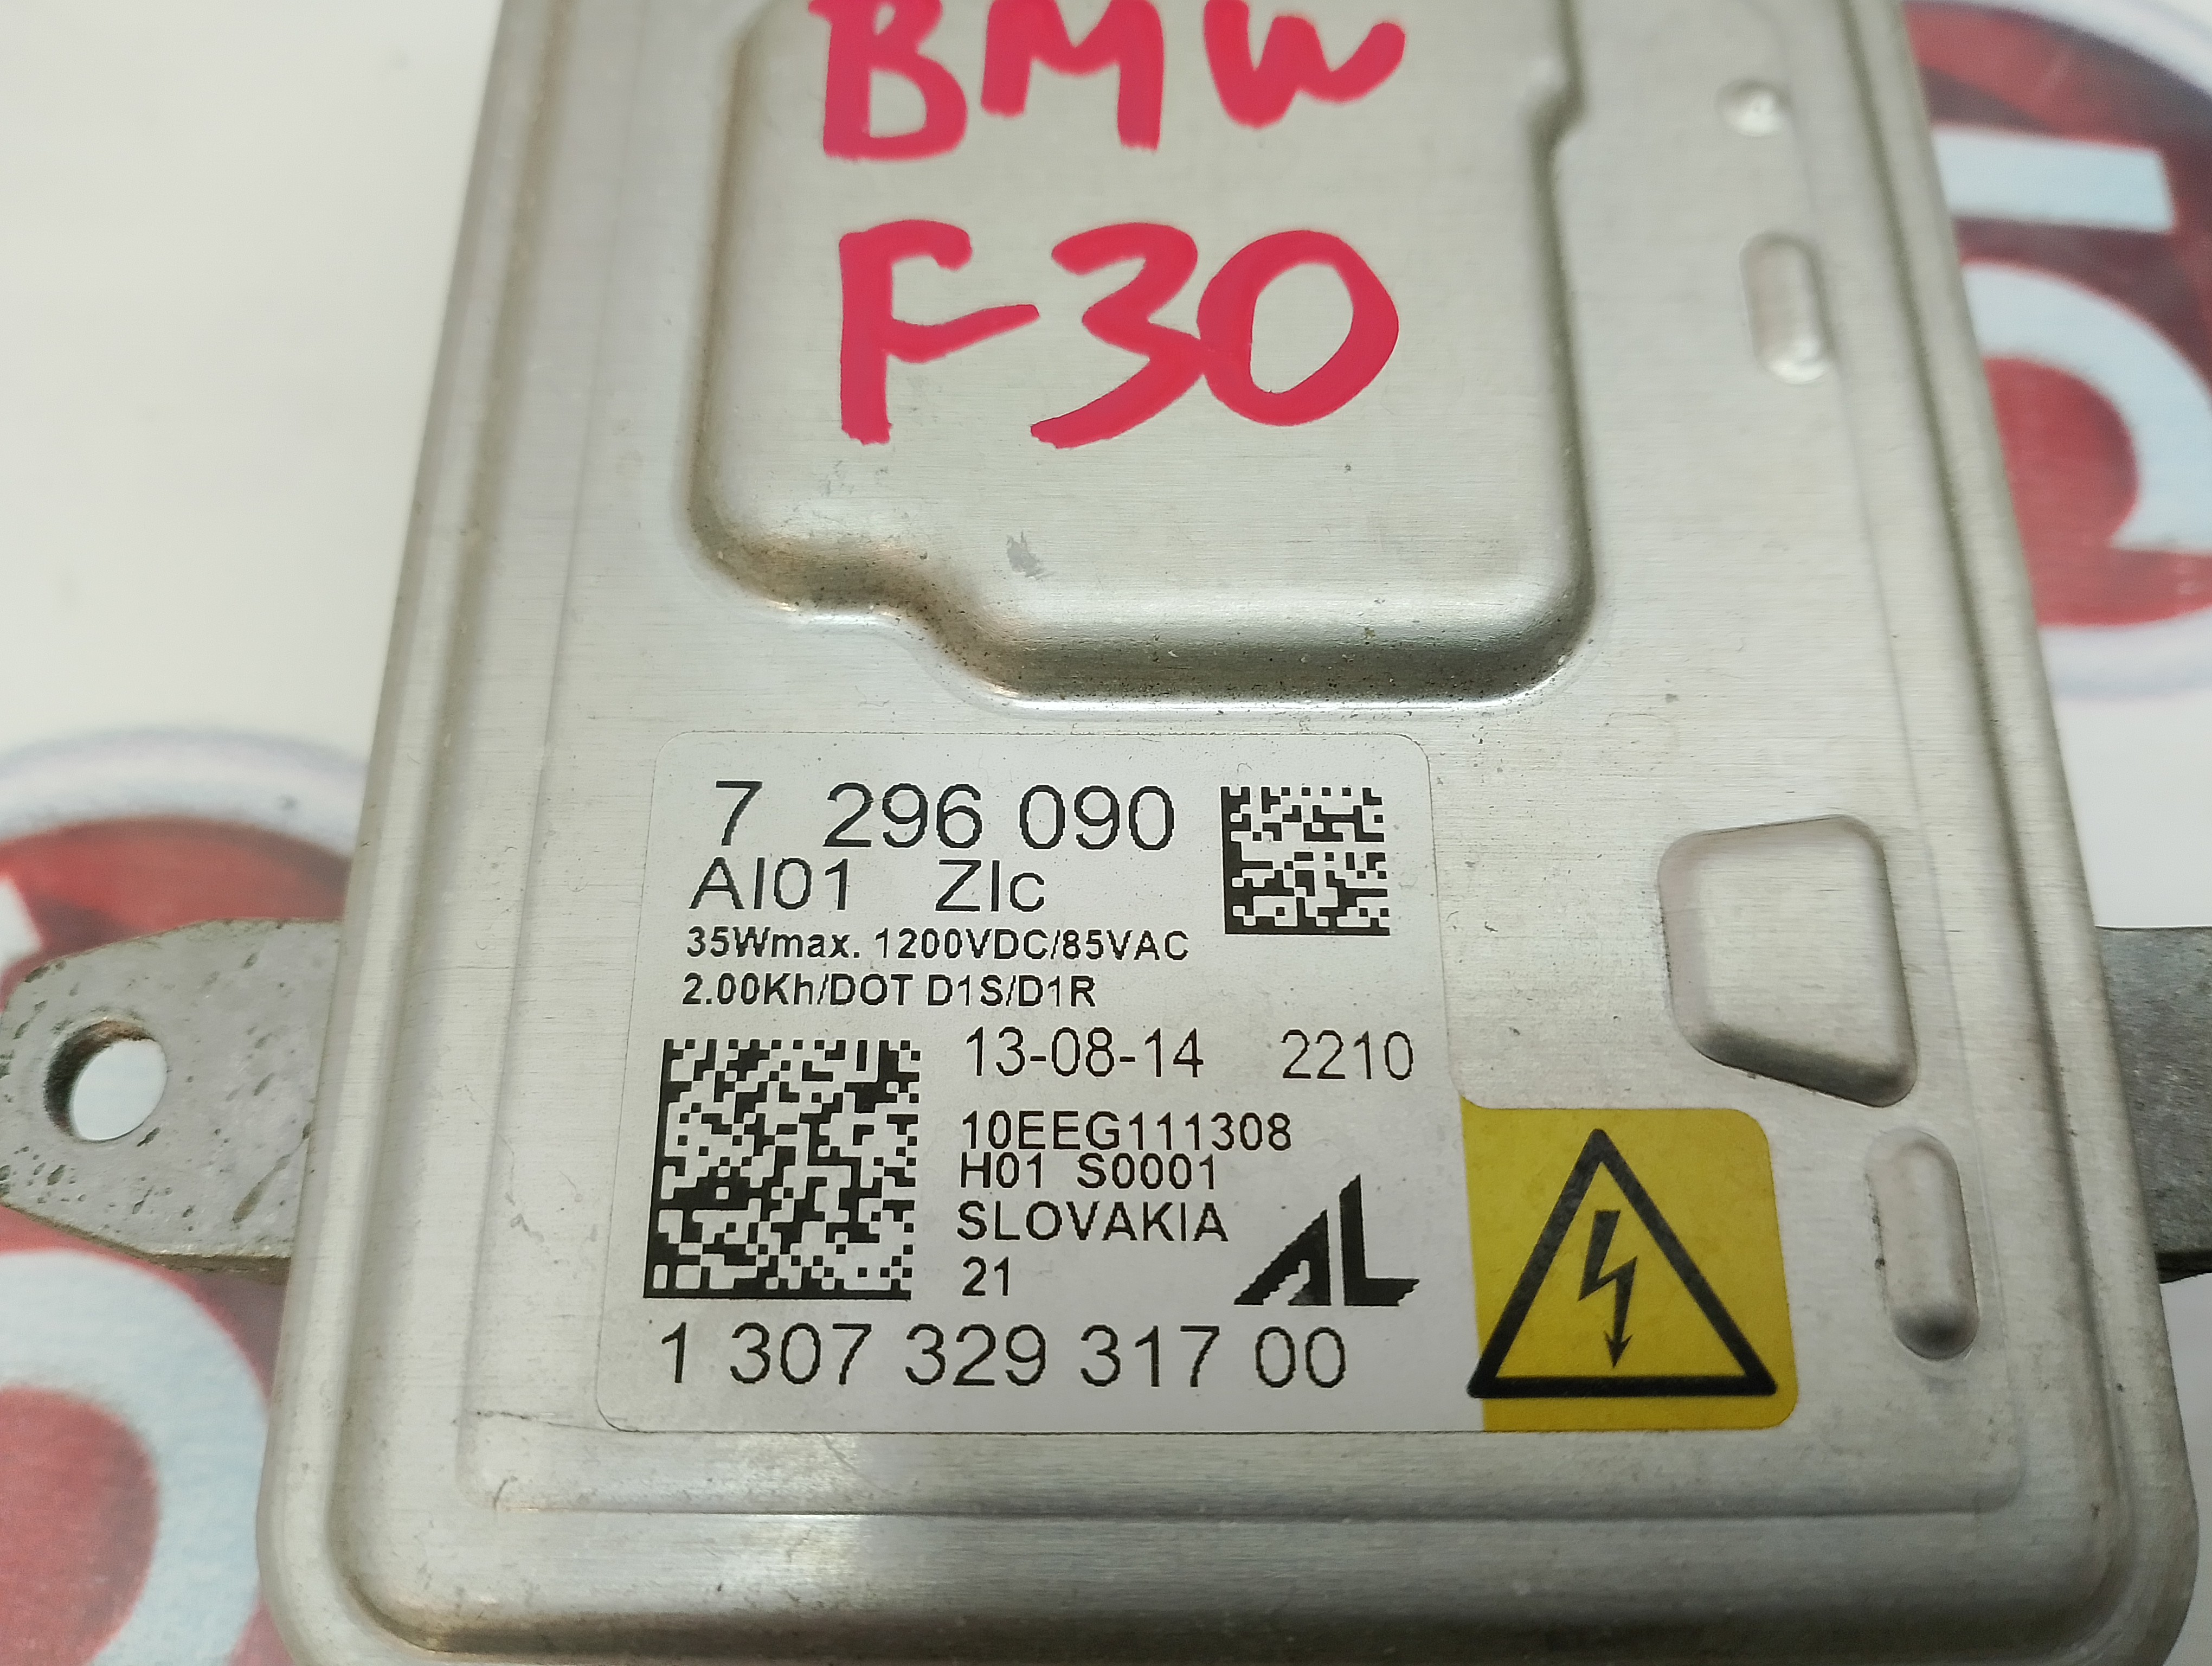 BMW
F30
7 296 090
AI01 ZIc
35Wmax. 1200VDC/85VAC
2.00Kh/DOT D1S/D1R
13-08-14 2210
10EEG111308
H01 S0001
SLOVAKIA
21
AL
1 307 329 317 00